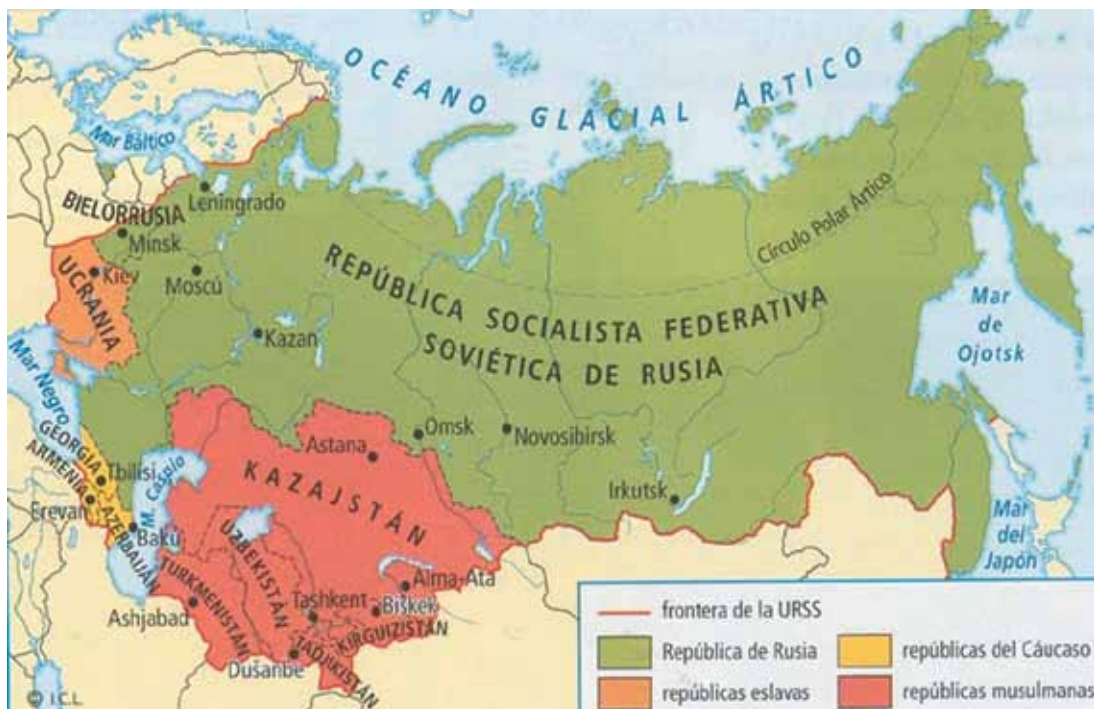 OCÉANO GLACIAL ÁRTICO
Mar Báltico
BIELORRUSIA
Leningrado
Minsk
Círculo Polar Ártico
UCRANIA
Kiev
Moscú
REPÚBLICA SOCIALISTA FEDERATIVA
SOVIÉTICA DE RUSIA
Mar
de
Ojotsk
Kazan
Mar Negro
Omsk
Novosibirsk
Astana
GEORGIA
Tbilisi
ARMENIA
M. Caspio
KAZAJSTÁN
Irkutsk
Erevan
AZERBAIJÁN
Bakú
UZBEKISTÁN
Mar
del
Japón
TURKMENISTÁN
Alma-Ata
Ashjabad
Tashkent
Biškek
KIRGUIZISTÁN
TADJIKISTÁN
Dušanbe
frontera de la URSS
República de Rusia
repúblicas del Cáucaso
repúblicas eslavas
repúblicas musulmanas
© I.C.L.